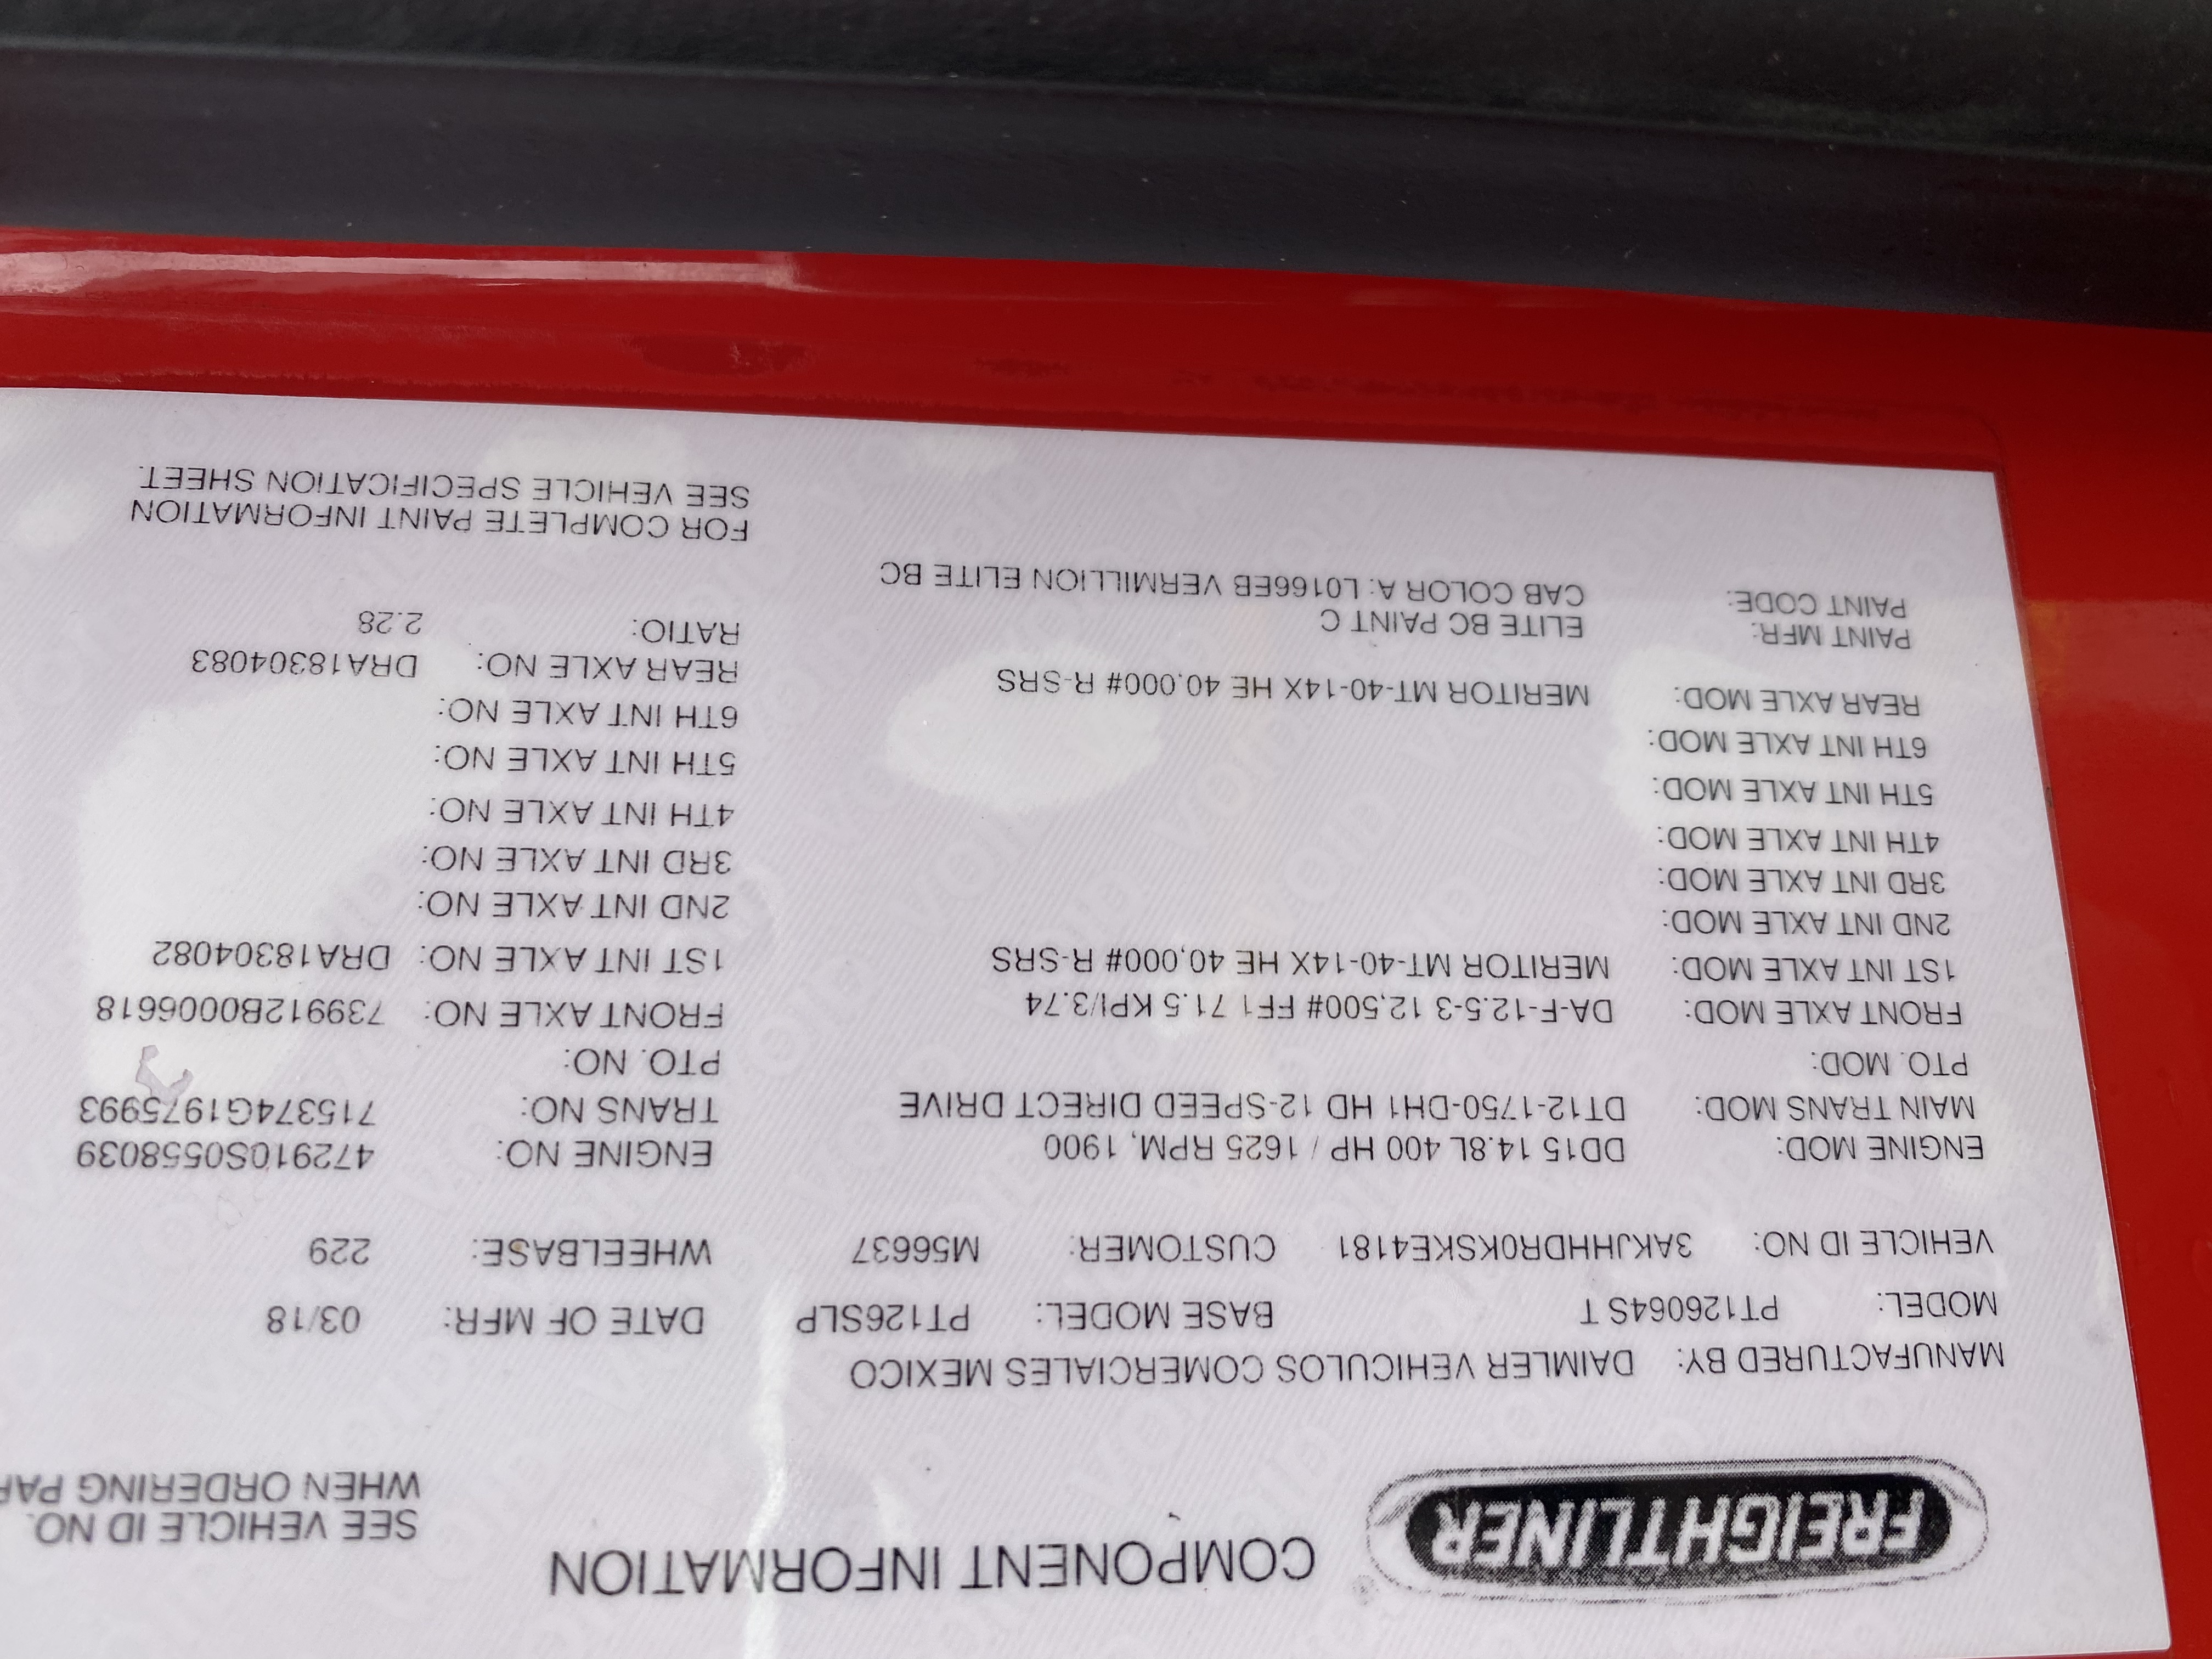 FREIGHTLINER
COMPONENT INFORMATION
SEE VEHICLE ID NO.
WHEN ORDERING
MANUFACTURED BY: DAIMLER VEHICULOS COMERCIALES MEXICO
MODEL: PT126064S T BASE MODEL: PT126SLP DATE OF MFR: 03/18
VEHICLE ID NO: 3AKJHHDR0KSKE4181 CUSTOMER: M56637 WHEELBASE: 229
ENGINE MOD: DD15 14.8L 400 HP / 1625 RPM, 1900 ENGINE NO: 472910S0558039
MAIN TRANS MOD: DT12-1750-DH1 HD 12-SPEED DIRECT DRIVE TRANS NO: 715374G1975993
PTO. MOD: PTO. NO:
FRONT AXLE MOD: DA-F-12.5-3 12,500# FF1 71.5 KPI/3.74 FRONT AXLE NO: 739912B0006618
1ST INT AXLE MOD: MERITOR MT-40-14X HE 40,000# R-SRS 1ST INT AXLE NO: DRA18304082
2ND INT AXLE MOD: 2ND INT AXLE NO:
3RD INT AXLE MOD: 3RD INT AXLE NO:
4TH INT AXLE MOD: 4TH INT AXLE NO:
5TH INT AXLE MOD: 5TH INT AXLE NO:
6TH INT AXLE MOD: 6TH INT AXLE NO:
REAR AXLE MOD: MERITOR MT-40-14X HE 40,000# R-SRS REAR AXLE NO: DRA18304083
RATIO: 2.28
PAINT MFR: ELITE BC PAINT C
PAINT CODE: CAB COLOR A: L0166EB VERMILLION ELITE BC
FOR COMPLETE PAINT INFORMATION
SEE VEHICLE SPECIFICATION SHEET.